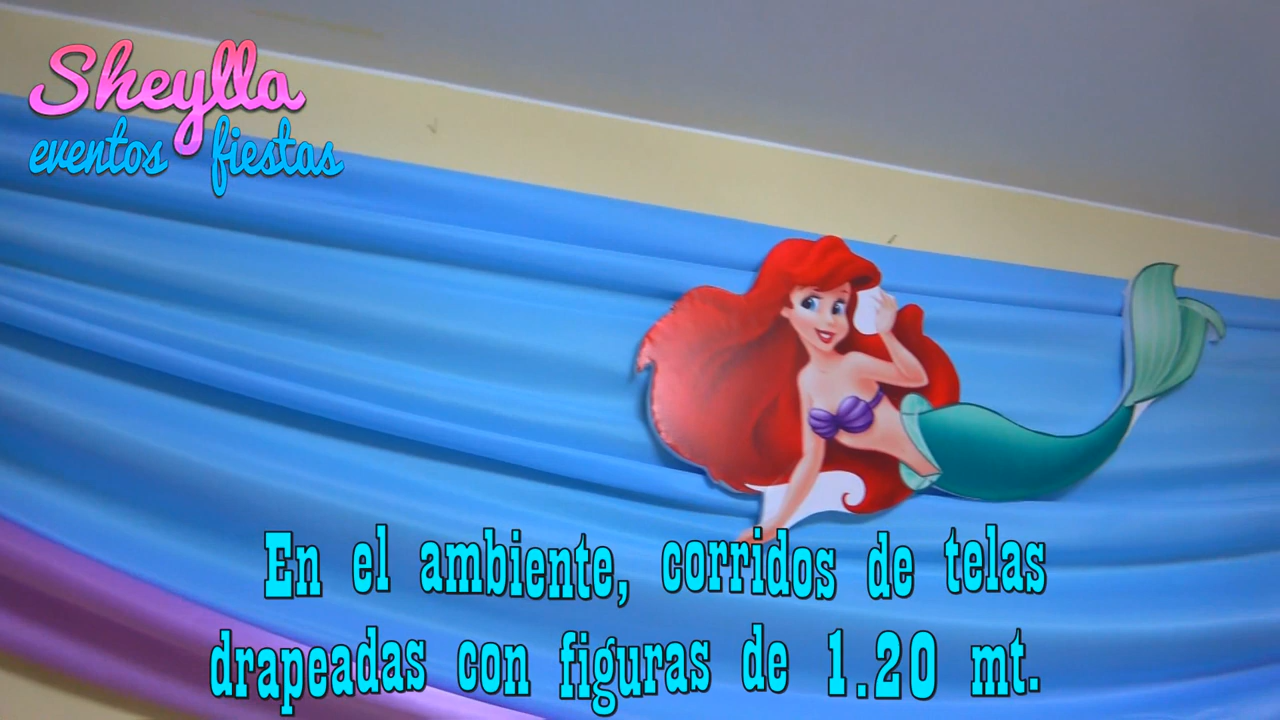 Sheylla
eventos fiestas
En el ambiente, corridos de telas
drapeadas con figuras de 1.20 mt.